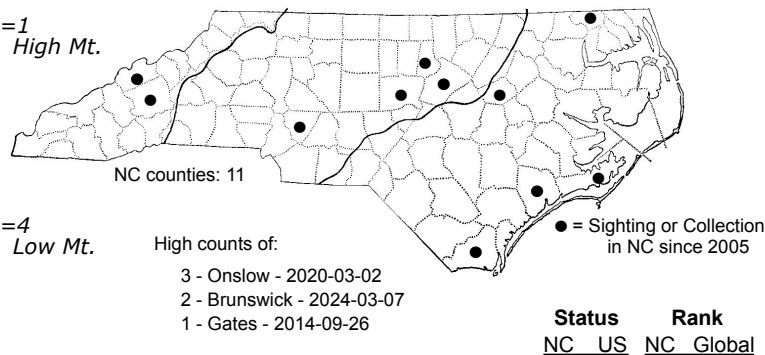 =1
High Mt.
NC counties: 11
=4
Low Mt.
High counts of:
3 - Onslow - 2020-03-02
2 - Brunswick - 2024-03-07
1 - Gates - 2014-09-26
● = Sighting or Collection
in NC since 2005
Status Rank
NC US NC Global